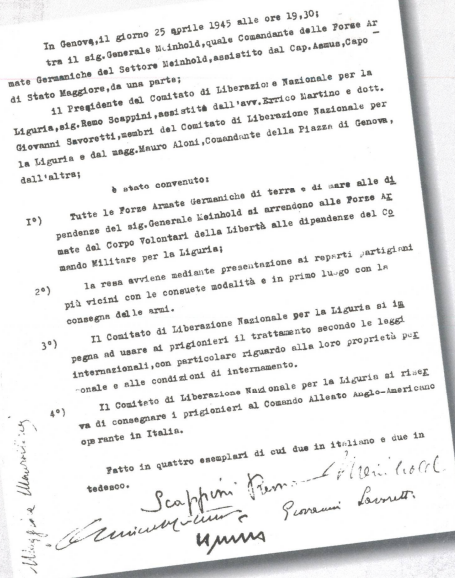 In Genova,il giorno 25 aprile 1945 alle ore 19,30;
tra il sig.Generale Meinhold,quale Comandante delle Forze Ar
mate Germaniche del Settore Meinhold,assistito dal Cap.Asmus,Capo
di Stato Maggiore,da una parte;
il Presidente del Comitato di Liberazione Nazionale per la
Liguria,sig.Remo Scappini,assistito dall'avv.Errico Martino e dott.
Giovanni Savoretti,membri del Comitato di Liberazione Nazionale per
la Liguria e dal magg.Mauro Aloni,Comandante della Piazza di Genova,
dall'altra;
è stato convenuto:
I°) Tutte le Forze Armate Germaniche di terra e di mare alle di
pendenze del sig.Generale Meinhold si arrendono alle Forze Ar
mate del Corpo Volontari della Libertà alle dipendenze del Co
mando Militare per la Liguria;
2°) la resa avviene mediante presentazione ai reparti partigiani
più vicini con le consuete modalità e in primo luogo con la
consegna delle armi.
3°) Il Comitato di Liberazione Nazionale per la Liguria si im
pegna ad usare ai prigionieri il trattamento secondo le leggi
internazionali,con particolare riguardo alla loro proprietà per
sonale e alle condizioni di internamento.
4°) Il Comitato di Liberazione Nazionale per la Liguria si riser
va di consegnare i prigionieri al Comando Alleato Anglo-Americano
operante in Italia.
Fatto in quattro esemplari di cui due in italiano e due in
tedesco.
Scappini Remo Meinhold.
Giovanni Savoretti